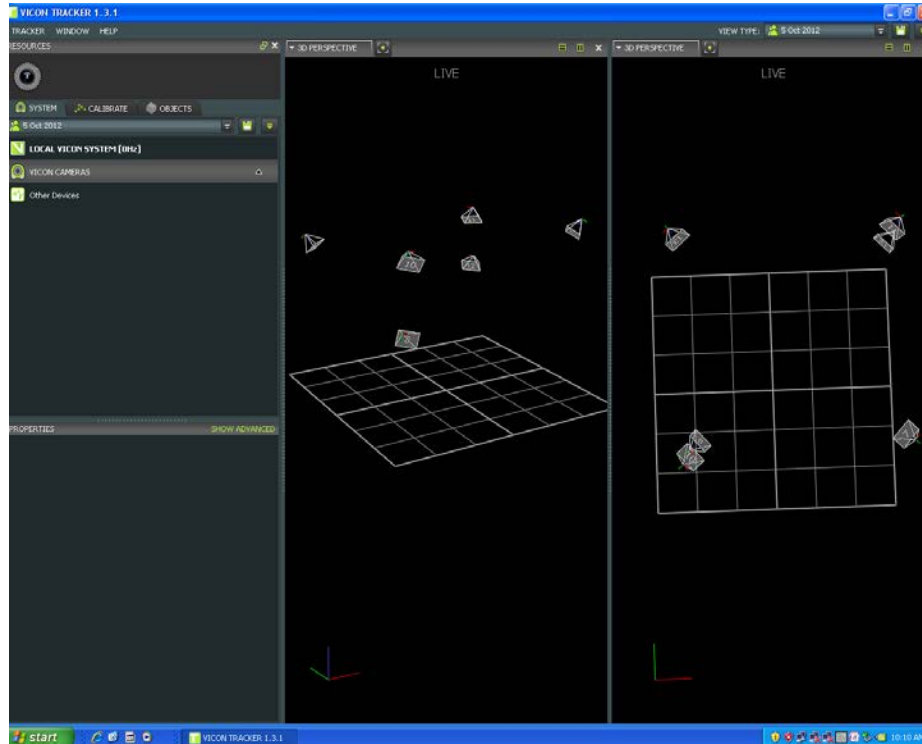 VICON TRACKER 1.3.1
TRACKER WINDOW HELP
VIEW TYPE: 5 Oct 2012
RESOURCES
3D PERSPECTIVE
3D PERSPECTIVE
LIVE
LIVE
SYSTEM CALIBRATE OBJECTS
5 Oct 2012
LOCAL VICON SYSTEM [0Hz]
VICON CAMERAS
Other Devices
10
PROPERTIES SHOW ADVANCED
start
VICON TRACKER 1.3.1
10:10 AM